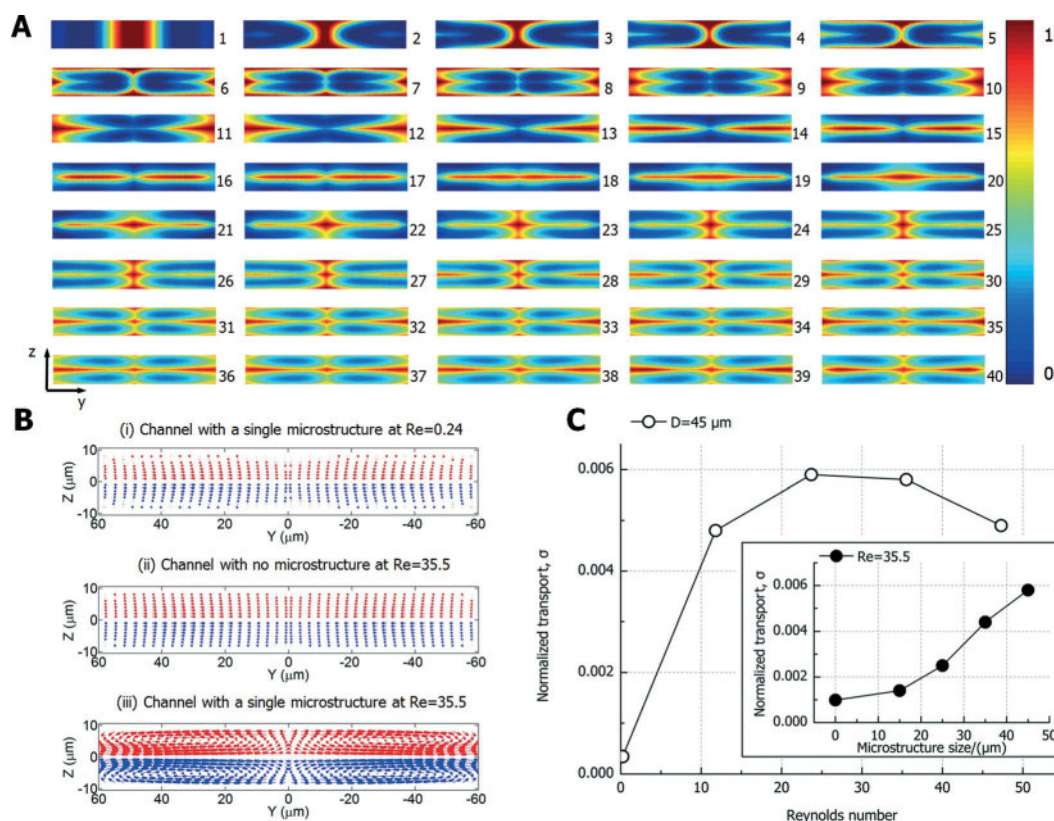 A
1 2 3 4 5
6 7 8 9 10
11 12 13 14 15
16 17 18 19 20
21 22 23 24 25
26 27 28 29 30
31 32 33 34 35
36 37 38 39 40
1
0
z
y
B
(i) Channel with a single microstructure at Re=0.24
Z (μm)
10
0
-10
60 40 20 0 -20 -40 -60
Y (μm)
(ii) Channel with no microstructure at Re=35.5
Z (μm)
10
0
-10
60 40 20 0 -20 -40 -60
Y (μm)
(iii) Channel with a single microstructure at Re=35.5
Z (μm)
10
0
-10
60 40 20 0 -20 -40 -60
Y (μm)
C
D=45 μm
Normalized transport, σ
0.006
0.004
0.002
0.000
0 10 20 30 40 50
Reynolds number
Re=35.5
Normalized transport, σ
0.006
0.004
0.002
0.000
0 10 20 30 40 50
Microstructure size/(μm)